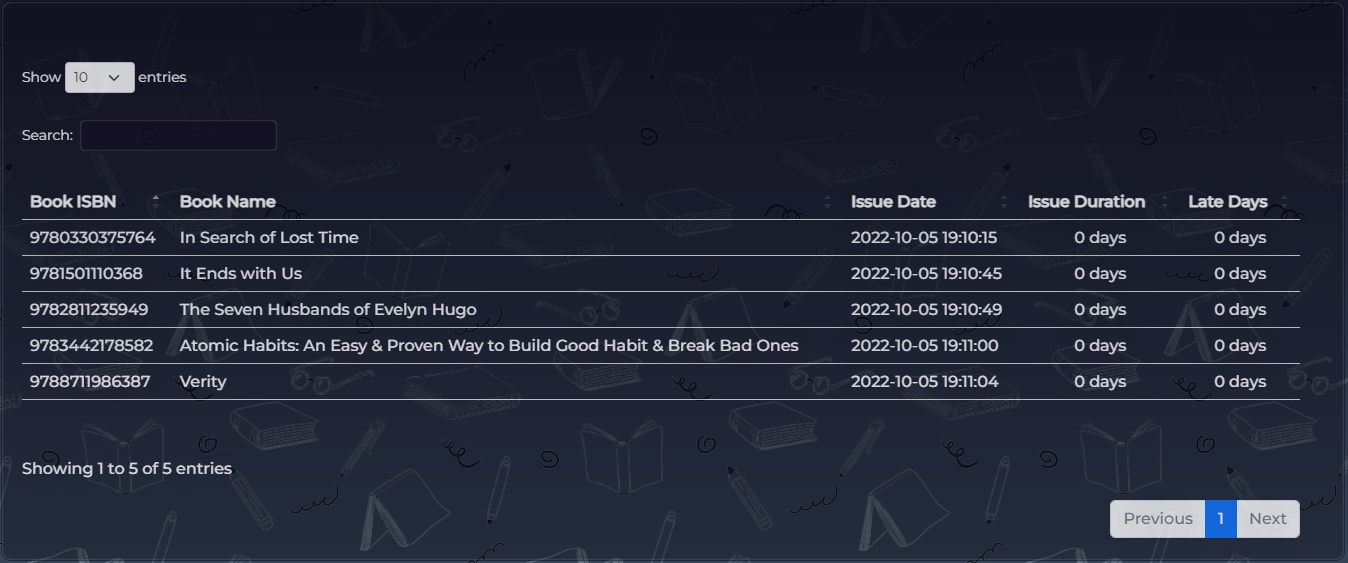 Show 10 entries
Search:
Book ISBN Book Name Issue Date Issue Duration Late Days
9780330375764 In Search of Lost Time 2022-10-05 19:10:15 0 days 0 days
9781501110368 It Ends with Us 2022-10-05 19:10:45 0 days 0 days
9782811235949 The Seven Husbands of Evelyn Hugo 2022-10-05 19:10:49 0 days 0 days
9783442178582 Atomic Habits: An Easy & Proven Way to Build Good Habit & Break Bad Ones 2022-10-05 19:11:00 0 days 0 days
9788711986387 Verity 2022-10-05 19:11:04 0 days 0 days
Showing 1 to 5 of 5 entries
Previous 1 Next